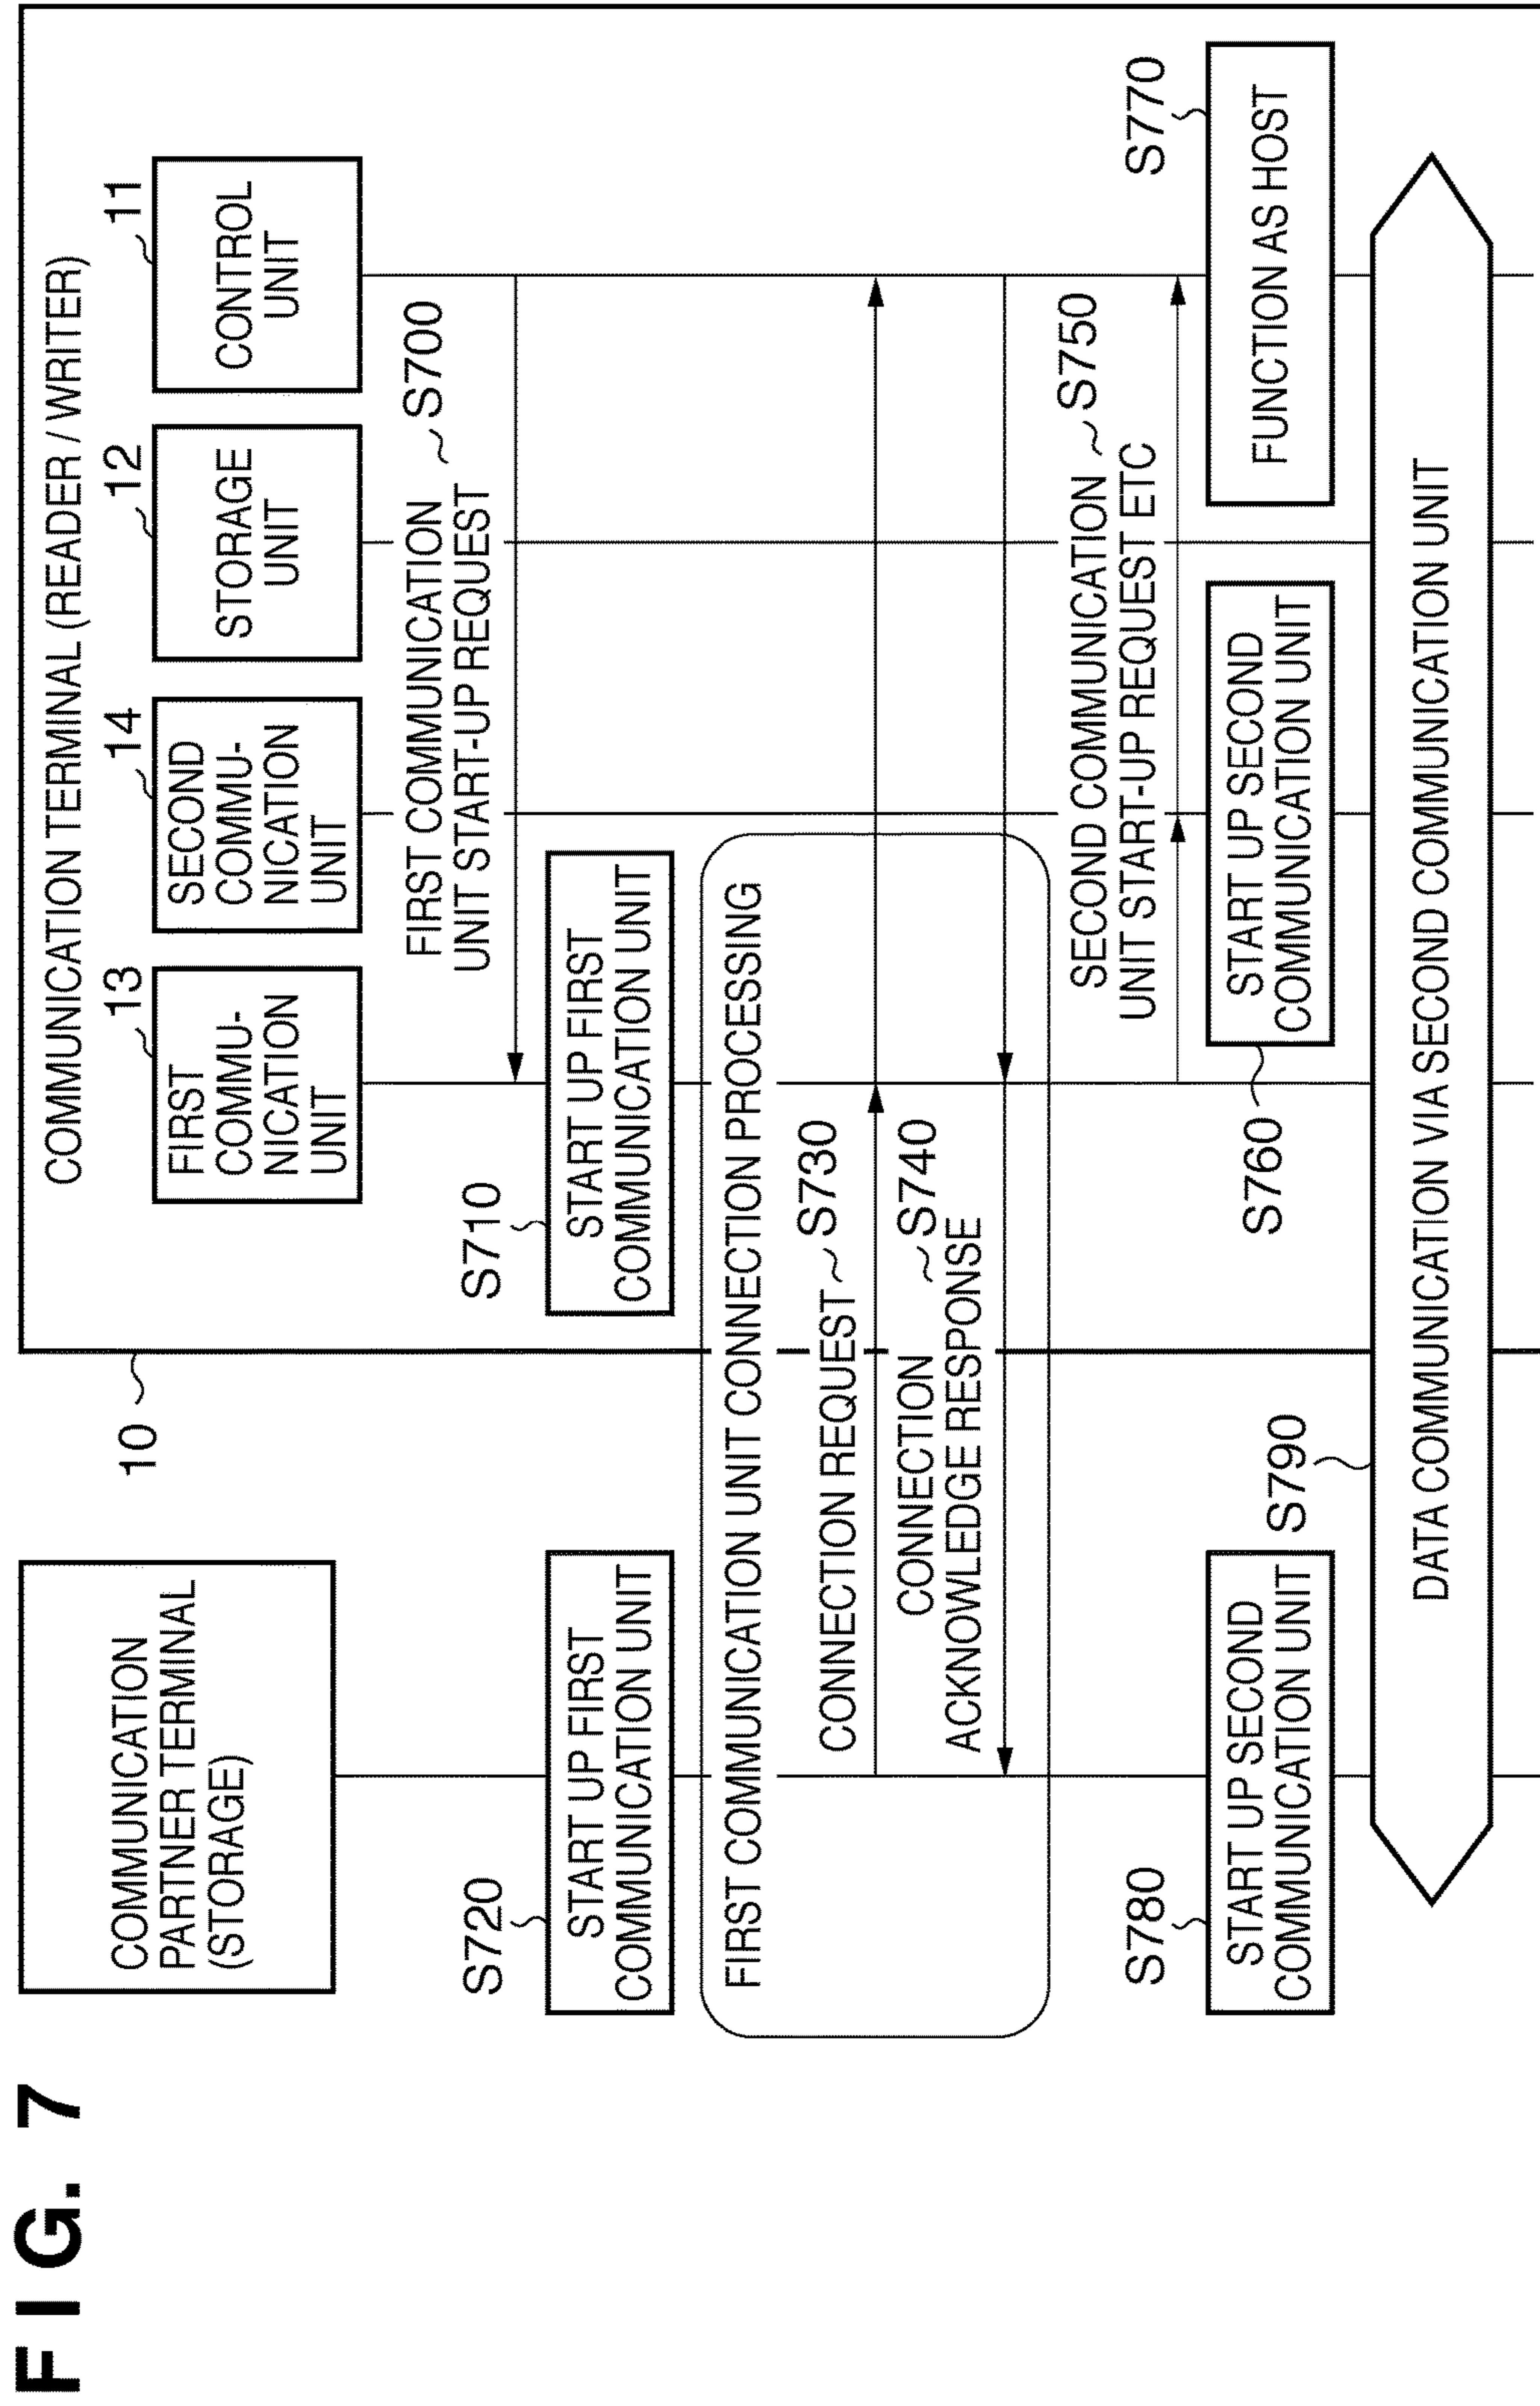 FIG. 7
COMMUNICATION
PARTNER TERMINAL
(STORAGE)
10
COMMUNICATION TERMINAL (READER / WRITER)
13
FIRST
COMMU-
NICATION
UNIT
14
SECOND
COMMU-
NICATION
UNIT
12
STORAGE
UNIT
11
CONTROL
UNIT
FIRST COMMUNICATION
UNIT START-UP REQUEST
S700
S720
START UP FIRST
COMMUNICATION UNIT
S710
START UP FIRST
COMMUNICATION UNIT
FIRST COMMUNICATION UNIT CONNECTION PROCESSING
CONNECTION REQUEST
S730
CONNECTION
ACKNOWLEDGE RESPONSE
S740
SECOND COMMUNICATION
UNIT START-UP REQUEST ETC
S750
S780
START UP SECOND
COMMUNICATION UNIT
S760
START UP SECOND
COMMUNICATION UNIT
S770
FUNCTION AS HOST
S790
DATA COMMUNICATION VIA SECOND COMMUNICATION UNIT